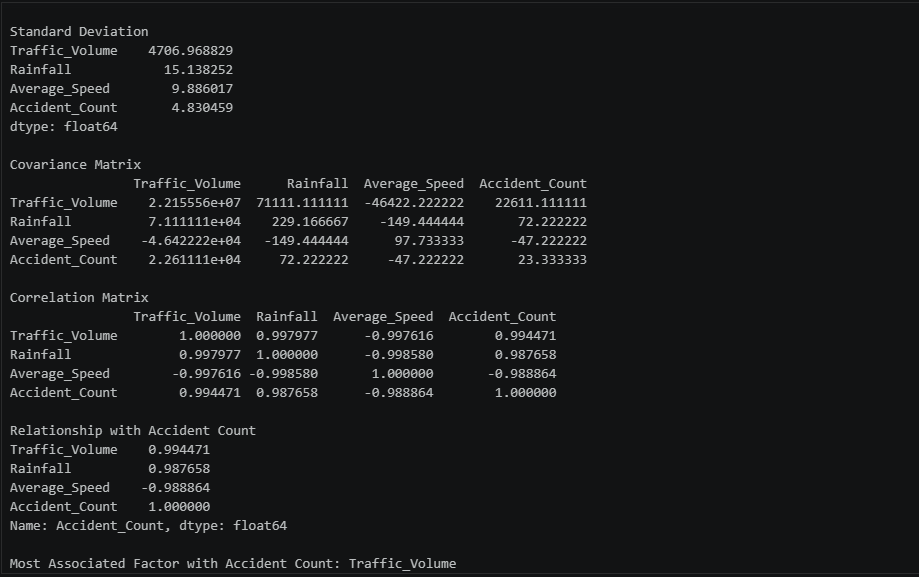 Standard Deviation
Traffic_Volume    4706.968829
Rainfall            15.138252
Average_Speed        9.886017
Accident_Count       4.830459
dtype: float64

Covariance Matrix
                Traffic_Volume      Rainfall  Average_Speed  Accident_Count
Traffic_Volume    2.215556e+07  71111.111111  -46422.222222    22611.111111
Rainfall          7.111111e+04    229.166667    -149.444444       72.222222
Average_Speed    -4.642222e+04   -149.444444      97.733333      -47.222222
Accident_Count    2.261111e+04     72.222222     -47.222222       23.333333

Correlation Matrix
                Traffic_Volume  Rainfall  Average_Speed  Accident_Count
Traffic_Volume        1.000000  0.997977      -0.997616        0.994471
Rainfall              0.997977  1.000000      -0.998580        0.987658
Average_Speed        -0.997616 -0.998580       1.000000       -0.988864
Accident_Count        0.994471  0.987658      -0.988864        1.000000

Relationship with Accident Count
Traffic_Volume    0.994471
Rainfall          0.987658
Average_Speed    -0.988864
Accident_Count    1.000000
Name: Accident_Count, dtype: float64

Most Associated Factor with Accident Count: Traffic_Volume